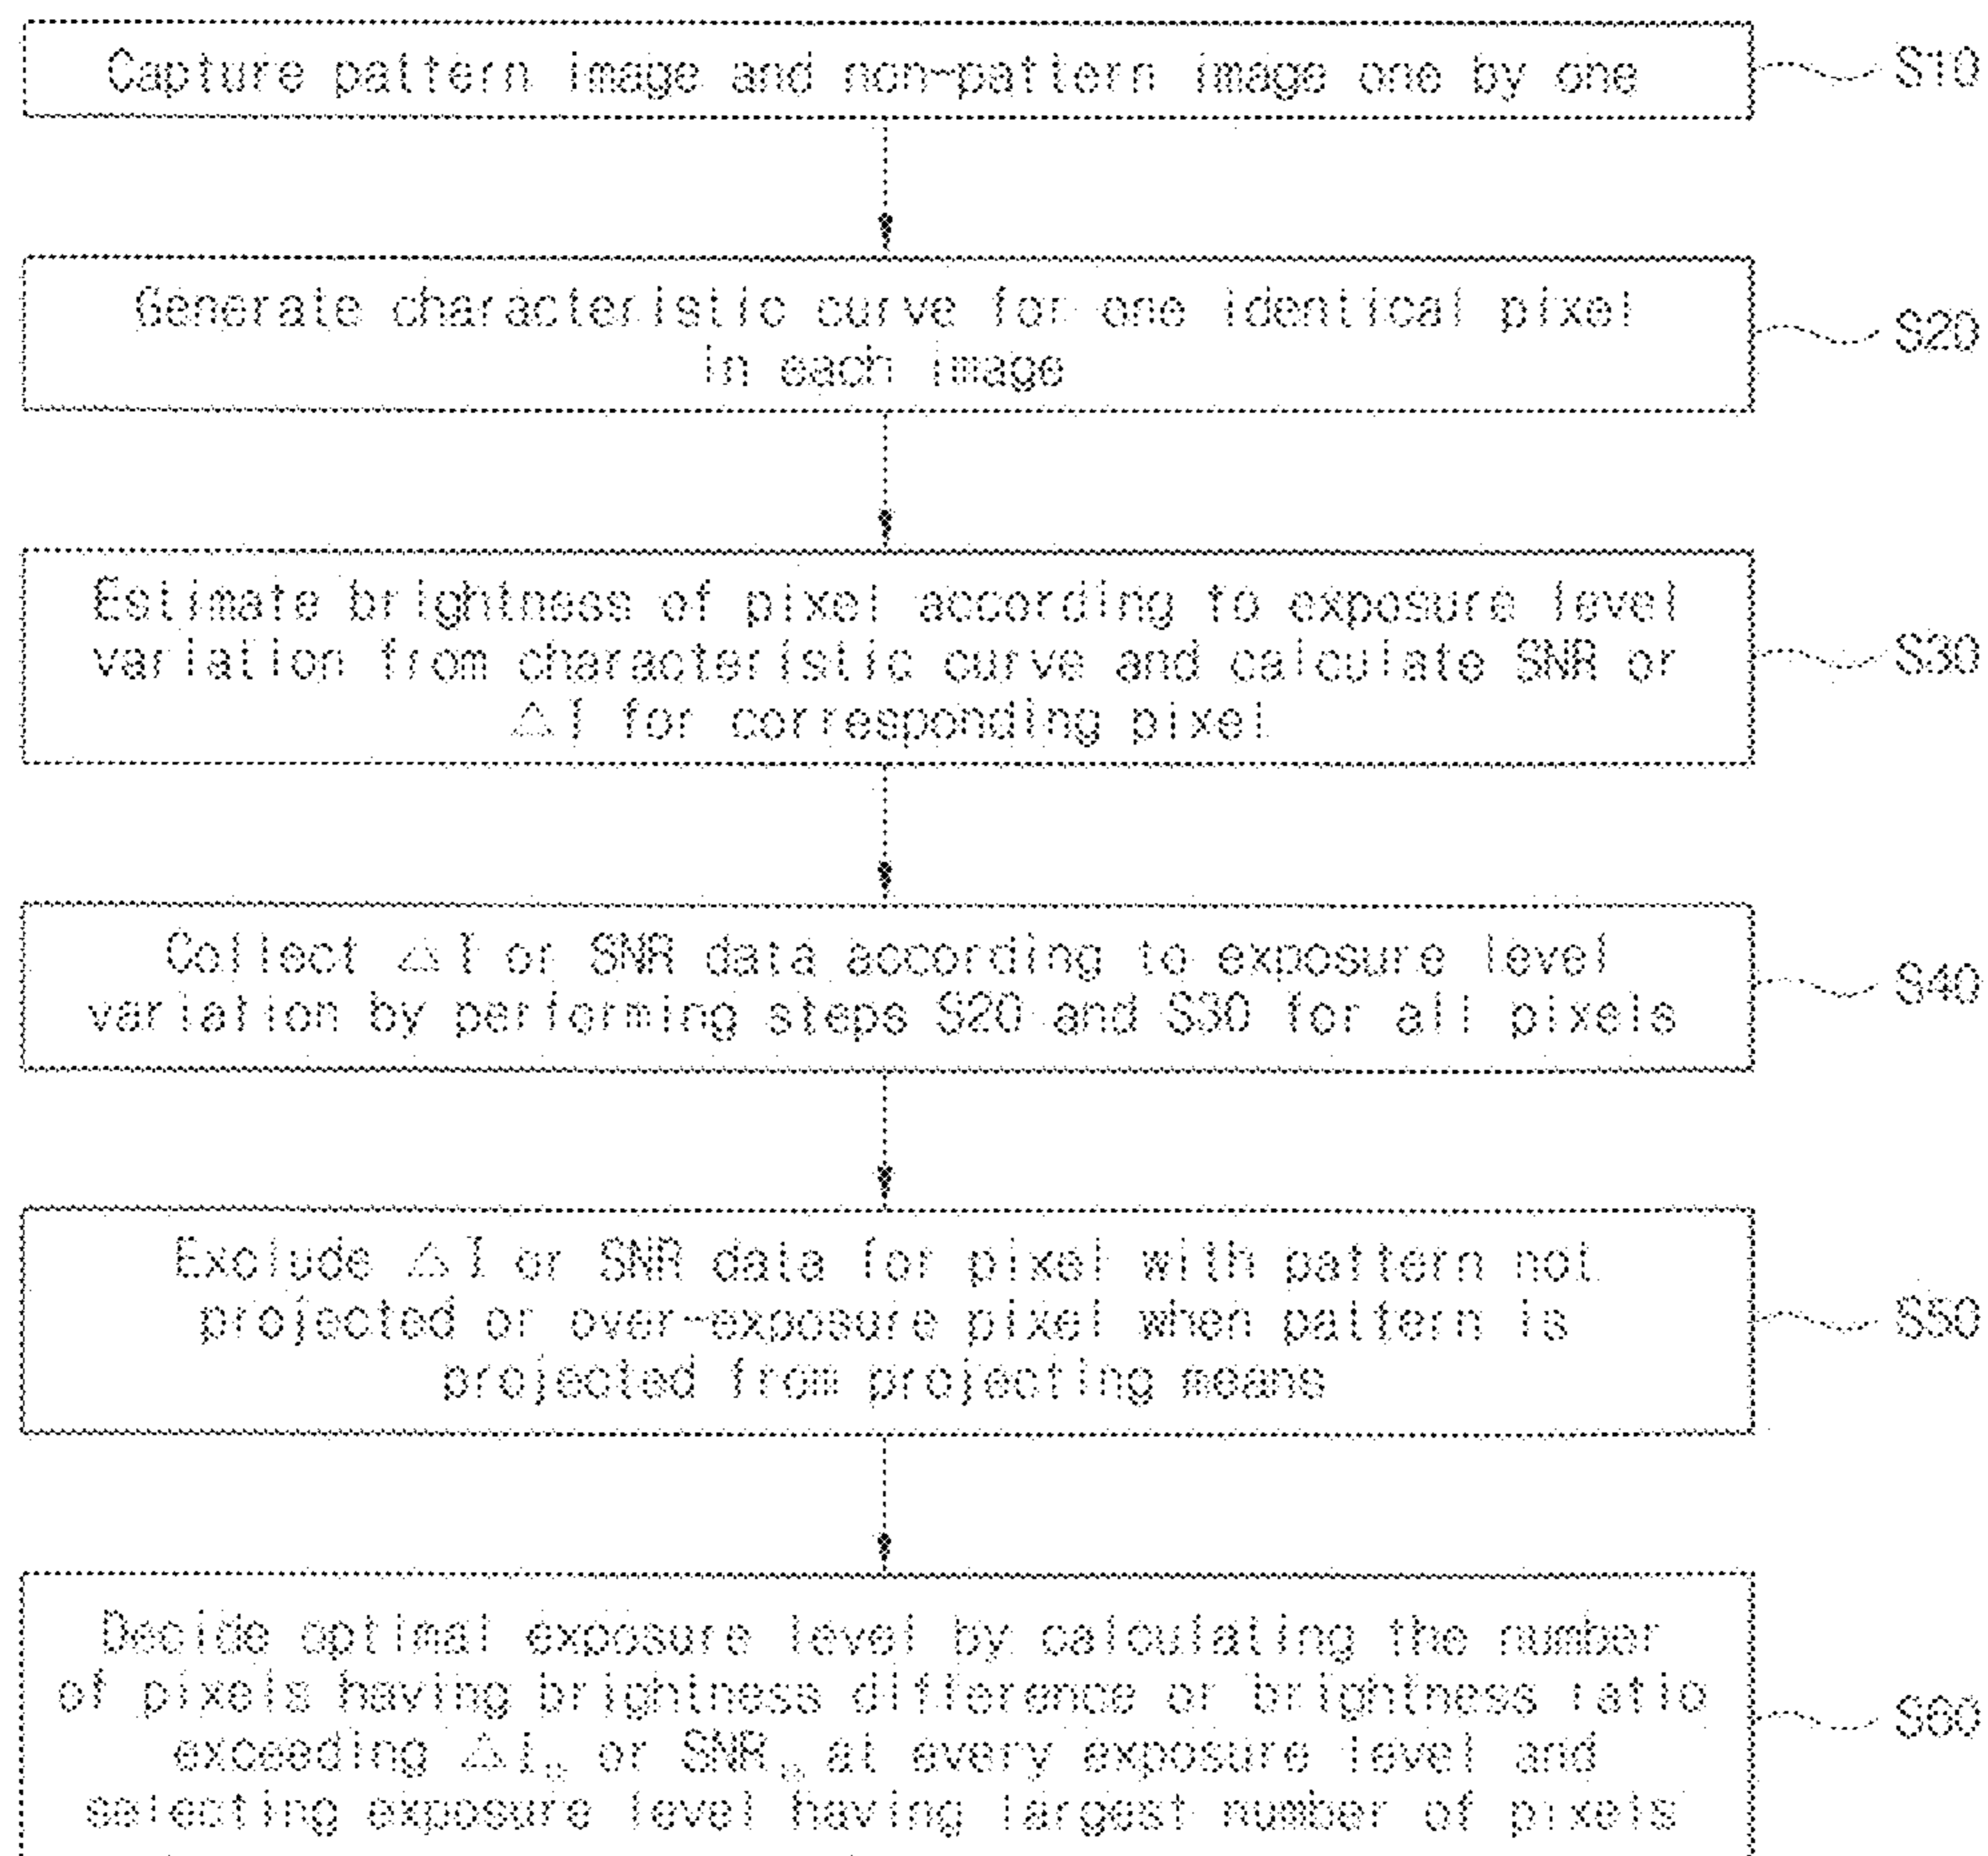 Capture pattern image and non-pattern image one by one
S10
Generate characteristic curve for one identical pixel
in each image
S20
Estimate brightness of pixel according to exposure level
variation from characteristic curve and calculate SNR or
△I for corresponding pixel
S30
Collect △I or SNR data according to exposure level
variation by performing steps S20 and S30 for all pixels
S40
Exclude △I or SNR data for pixel with pattern not
projected or over-exposure pixel when pattern is
projected from projecting means
S50
Decide optimal exposure level by calculating the number
of pixels having brightness difference or brightness ratio
exceeding △I or SNR at every exposure level and
selecting exposure level having largest number of pixels
S60